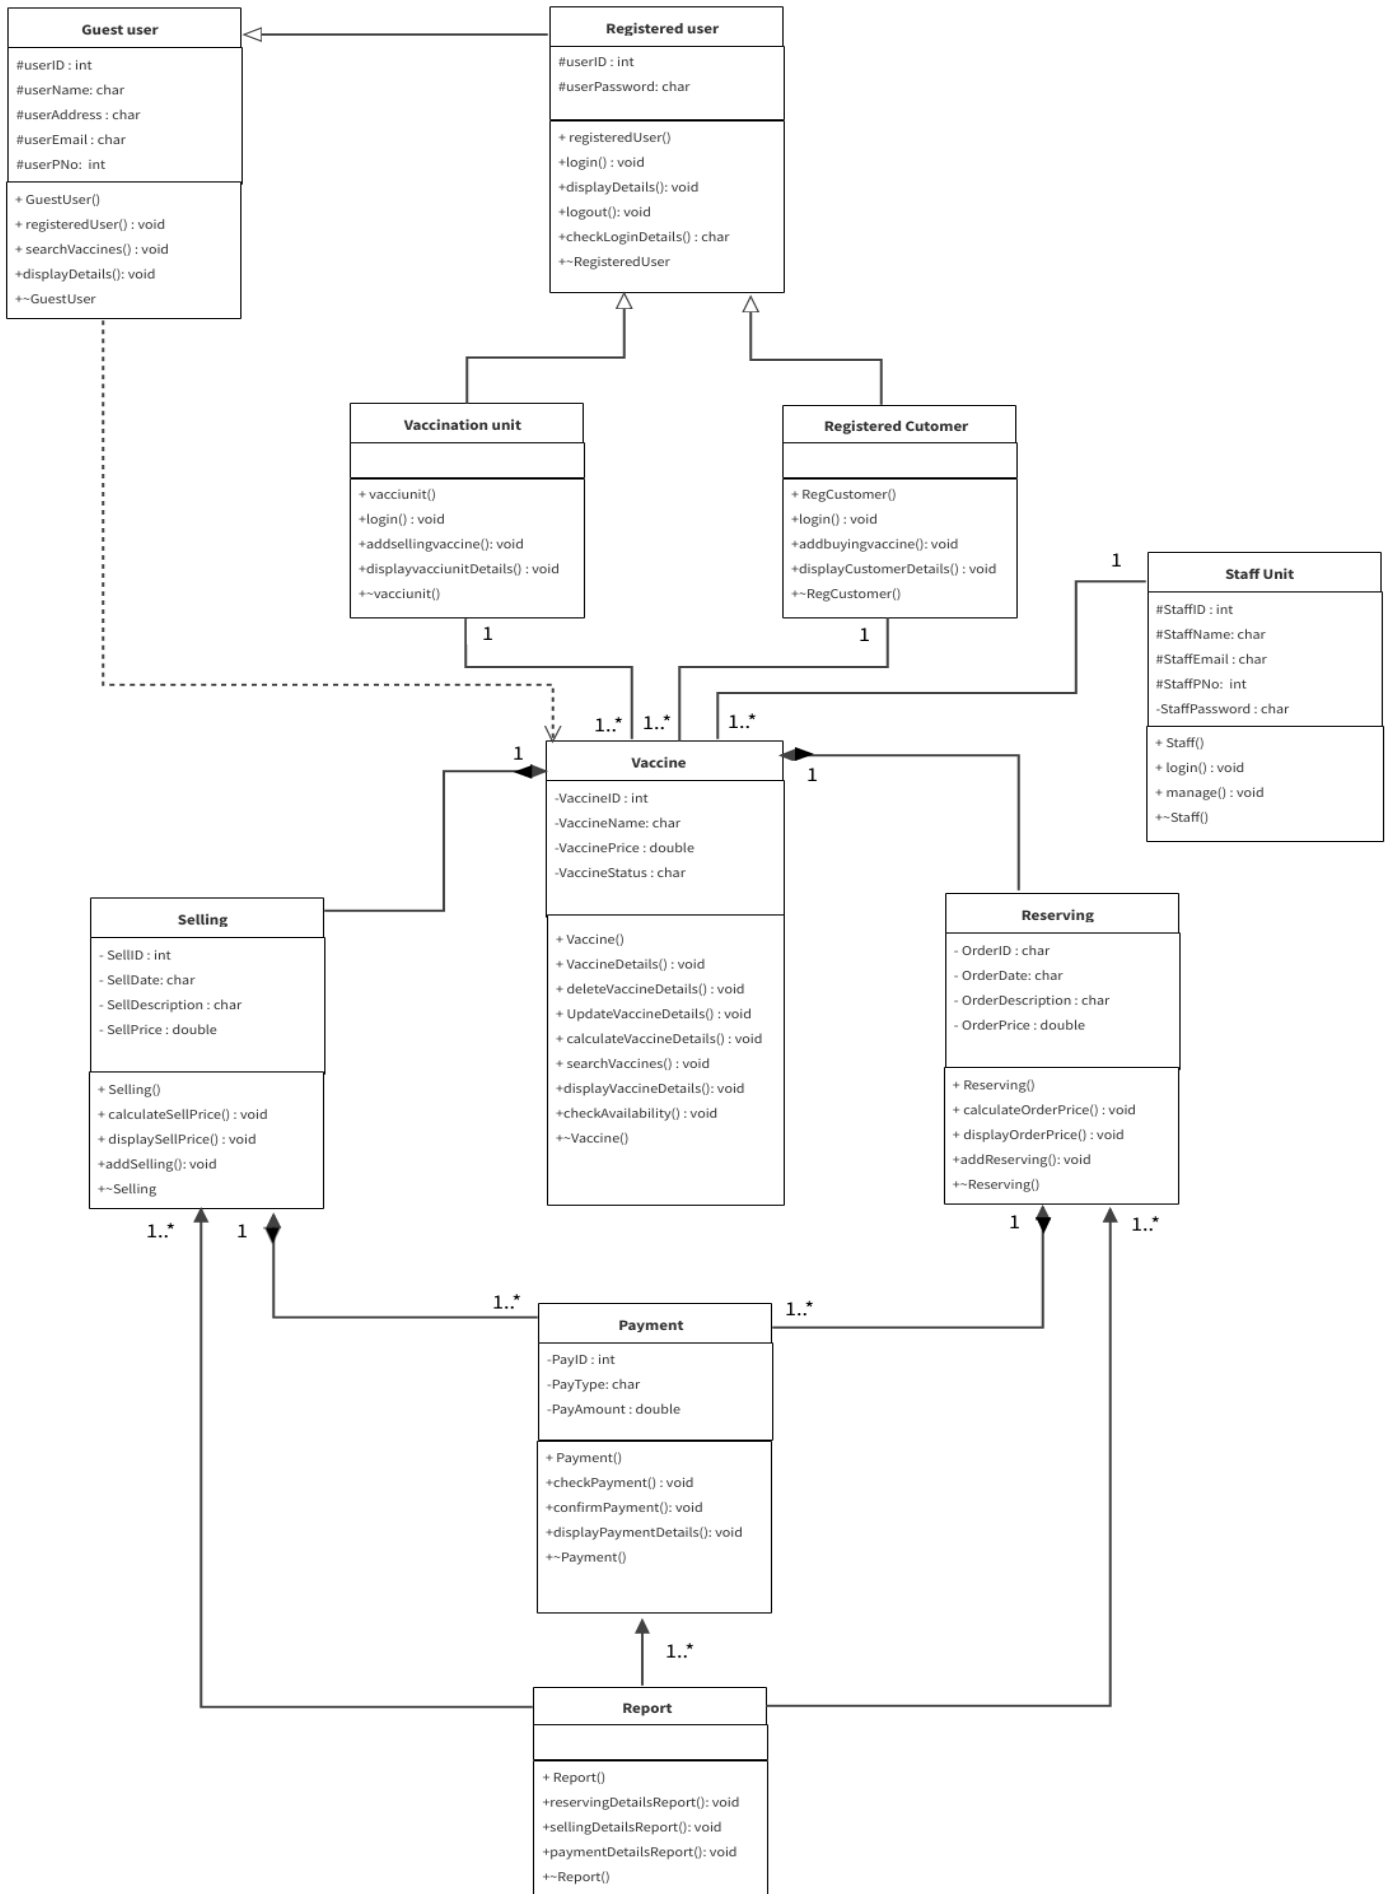 Guest user
#userID : int
#userName: char
#userAddress : char
#userEmail : char
#userPNo:  int
+ GuestUser()
+ registeredUser() : void
+ searchVaccines() : void
+displayDetails(): void
+~GuestUser
Registered user
#userID : int
#userPassword: char
+ registeredUser()
+login() : void
+displayDetails(): void
+logout(): void
+checkLoginDetails() : char
+~RegisteredUser
Vaccination unit
+ vacciunit()
+login() : void
+addsellingvaccine(): void
+displayvacciunitDetails() : void
+~vacciunit()
1
Registered Cutomer
+ RegCustomer()
+login() : void
+addbuyingvaccine(): void
+displayCustomerDetails() : void
+~RegCustomer()
1
1
Staff Unit
#StaffID : int
#StaffName: char
#StaffEmail : char
#StaffPNo:  int
-StaffPassword : char
+ Staff()
+ login() : void
+ manage() : void
+~Staff()
1..*
1..*
1..*
1
1
Vaccine
-VaccineID : int
-VaccineName: char
-VaccinePrice : double
-VaccineStatus : char
+ Vaccine()
+ VaccineDetails() : void
+ deleteVaccineDetails() : void
+ UpdateVaccineDetails() : void
+ calculateVaccineDetails() : void
+ searchVaccines() : void
+displayVaccineDetails(): void
+checkAvailability() : void
+~Vaccine()
Selling
- SellID : int
- SellDate: char
- SellDescription : char
- SellPrice : double
+ Selling()
+ calculateSellPrice() : void
+ displaySellPrice() : void
+addSelling(): void
+~Selling
1..*
1
Reserving
- OrderID : char
- OrderDate: char
- OrderDescription : char
- OrderPrice : double
+ Reserving()
+ calculateOrderPrice() : void
+ displayOrderPrice() : void
+addReserving(): void
+~Reserving()
1
1..*
1..*
1..*
Payment
-PayID : int
-PayType: char
-PayAmount : double
+ Payment()
+checkPayment() : void
+confirmPayment(): void
+displayPaymentDetails(): void
+~Payment()
1..*
Report
+ Report()
+reservingDetailsReport(): void
+sellingDetailsReport(): void
+paymentDetailsReport(): void
+~Report()